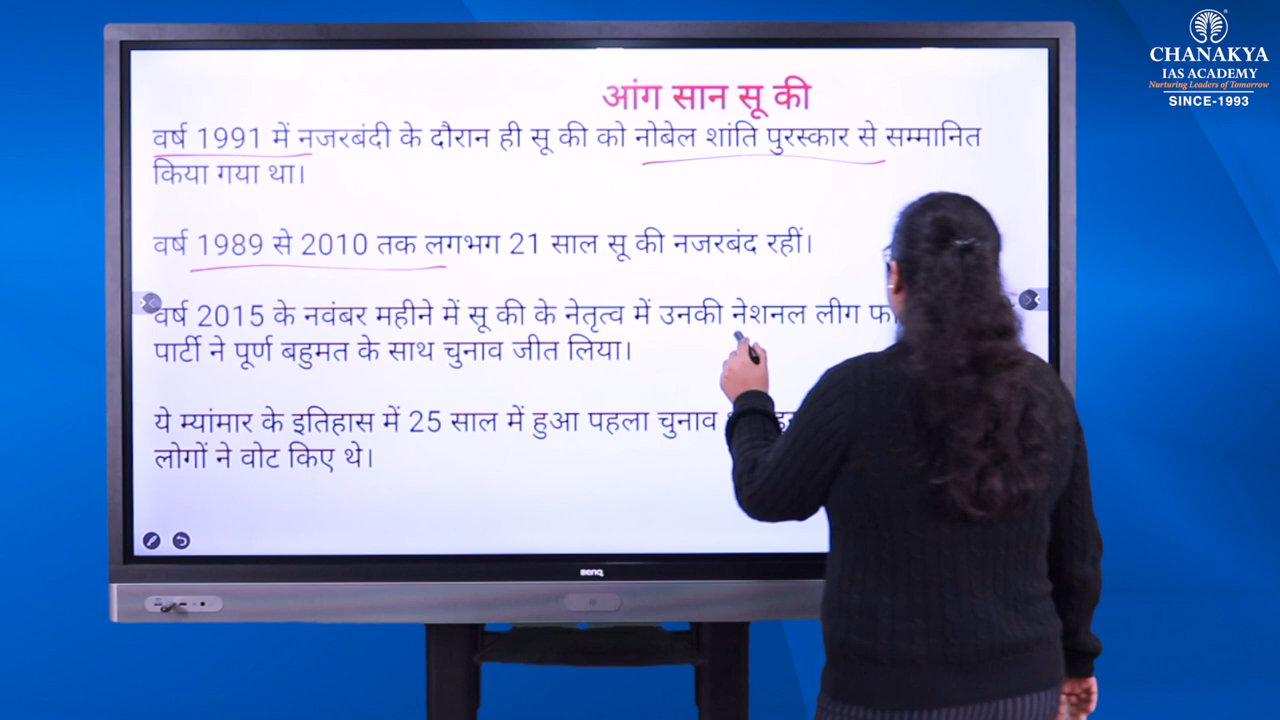 CHANAKYA
IAS ACADEMY
Nurturing Leaders of Tomorrow
SINCE-1993
आंग सान सू की
वर्ष 1991 में नजरबंदी के दौरान ही सू की को नोबेल शांति पुरस्कार से सम्मानित
किया गया था।
वर्ष 1989 से 2010 तक लगभग 21 साल सू की नजरबंद रहीं।
वर्ष 2015 के नवंबर महीने में सू की के नेतृत्व में उनकी नेशनल लीग
पार्टी ने पूर्ण बहुमत के साथ चुनाव जीत लिया।
ये म्यांमार के इतिहास में 25 साल में हुआ पहला चुनाव
लोगों ने वोट किए थे।
BenQ